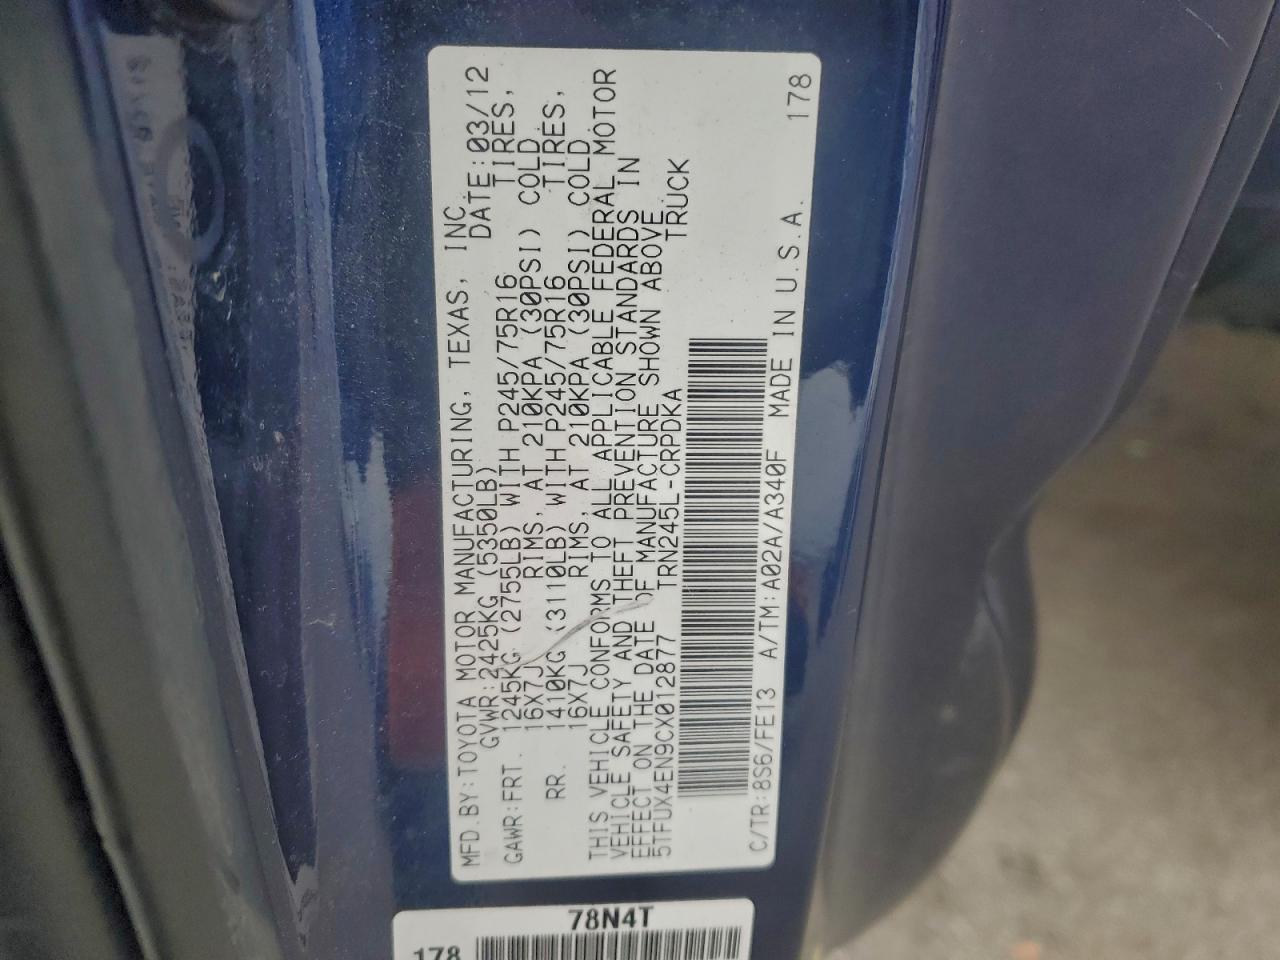 MFD.BY:TOYOTA MOTOR MANUFACTURING, TEXAS, INC.
GVWR:2425KG (5350LB) DATE:03/12
GAWR:FRT. 1245KG (2755LB) WITH P245/75R16 TIRES,
16X7J RIMS, AT 210KPA (30PSI) COLD
RR. 1410KG (3110LB) WITH P245/75R16 TIRES,
16X7J RIMS, AT 210KPA (30PSI) COLD
THIS VEHICLE CONFORMS TO ALL APPLICABLE FEDERAL MOTOR
VEHICLE SAFETY AND THEFT PREVENTION STANDARDS IN
EFFECT ON THE DATE OF MANUFACTURE SHOWN ABOVE.
5TFUX4EN9CX012877 TRN245L-CRPDKA TRUCK
C/TR:8S6/FE13 A/TM:A02A/A340F MADE IN U.S.A. 178
78N4T
178